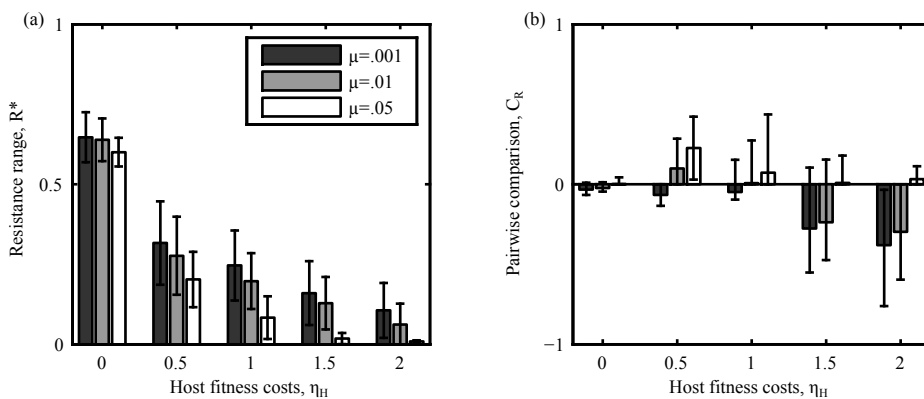 (a)
1
0.5
0
Resistance range, R*
μ=.001
μ=.01
μ=.05
0 0.5 1 1.5 2
Host fitness costs, ηH
(b)
1
0
−1
Pairwise comparison, CR
0 0.5 1 1.5 2
Host fitness costs, ηH